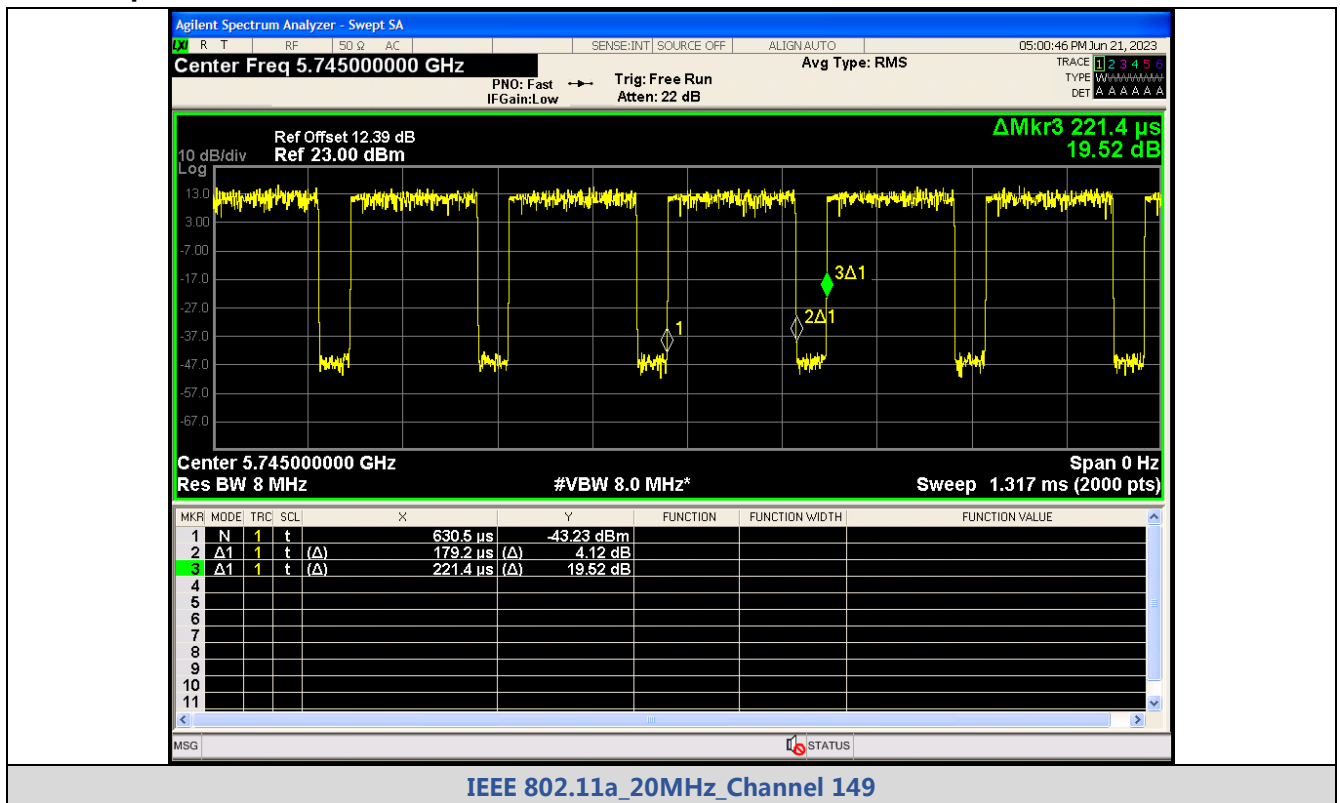 Agilent Spectrum Analyzer - Swept SA
LXI R T RF 50 Ω AC SENSE:INT SOURCE OFF ALIGNAUTO 05:00:46 PM Jun 21, 2023
Center Freq 5.745000000 GHz Avg Type: RMS TRACE 1 2 3 4 5 6
PNO: Fast Trig: Free Run TYPE WWWWWW
IFGain:Low Atten: 22 dB DET A A A A A A
ΔMkr3 221.4 µs
Ref Offset 12.39 dB
10 dB/div Ref 23.00 dBm 19.52 dB
Log
13.0
3.00
-7.00
-17.0
3Δ1
-27.0
2Δ1
1
-37.0
-47.0
-57.0
-67.0
Center 5.745000000 GHz Span 0 Hz
Res BW 8 MHz #VBW 8.0 MHz* Sweep 1.317 ms (2000 pts)
MKR MODE TRC SCL X Y FUNCTION FUNCTION WIDTH FUNCTION VALUE
1 N 1 t 630.5 µs -43.23 dBm
2 Δ1 1 t (Δ) 179.2 µs (Δ) 4.12 dB
3 Δ1 1 t (Δ) 221.4 µs (Δ) 19.52 dB
4
5
6
7
8
9
10
11
MSG STATUS
IEEE 802.11a_20MHz_Channel 149